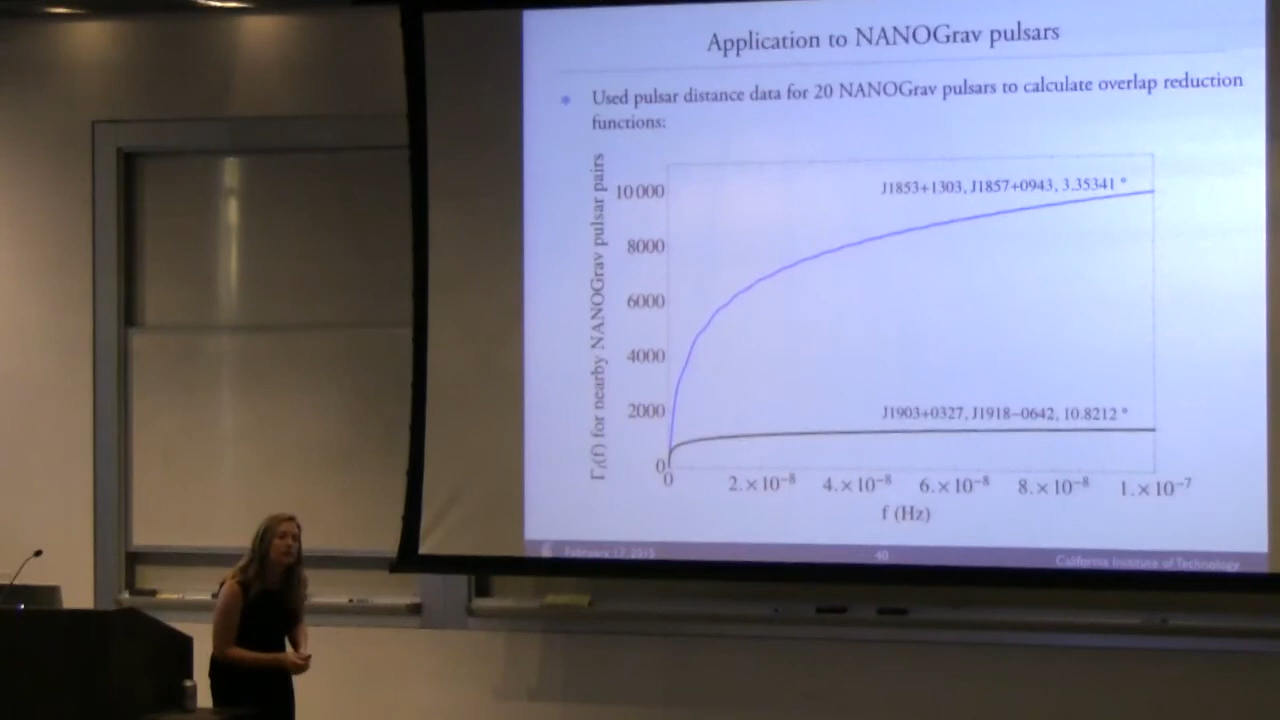 Application to NANOGrav pulsars
Used pulsar distance data for 20 NANOGrav pulsars to calculate overlap reduction
functions:
Γ_l(f) for nearby NANOGrav pulsar pairs
10 000
8000
6000
4000
2000
0
J1853+1303, J1857+0943, 3.35341 °
J1903+0327, J1918−0642, 10.8212 °
0 2.×10⁻⁸ 4.×10⁻⁸ 6.×10⁻⁸ 8.×10⁻⁸ 1.×10⁻⁷
f (Hz)
February 17, 2015 40 California Institute of Technology